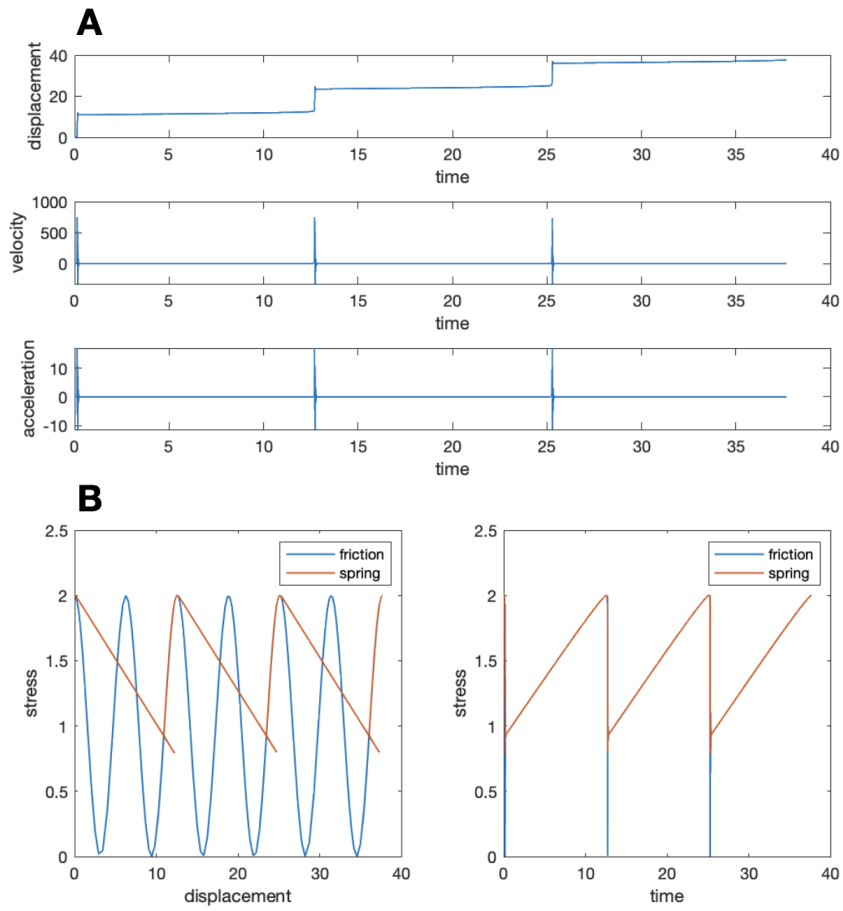 A
40
20
0
displacement
0 5 10 15 20 25 30 35 40
time
1000
500
0
velocity
0 5 10 15 20 25 30 35 40
time
10
0
-10
acceleration
0 5 10 15 20 25 30 35 40
time
B
2.5
2
1.5
1
0.5
0
stress
friction
spring
0 10 20 30 40
displacement
2.5
2
1.5
1
0.5
0
stress
friction
spring
0 10 20 30 40
time